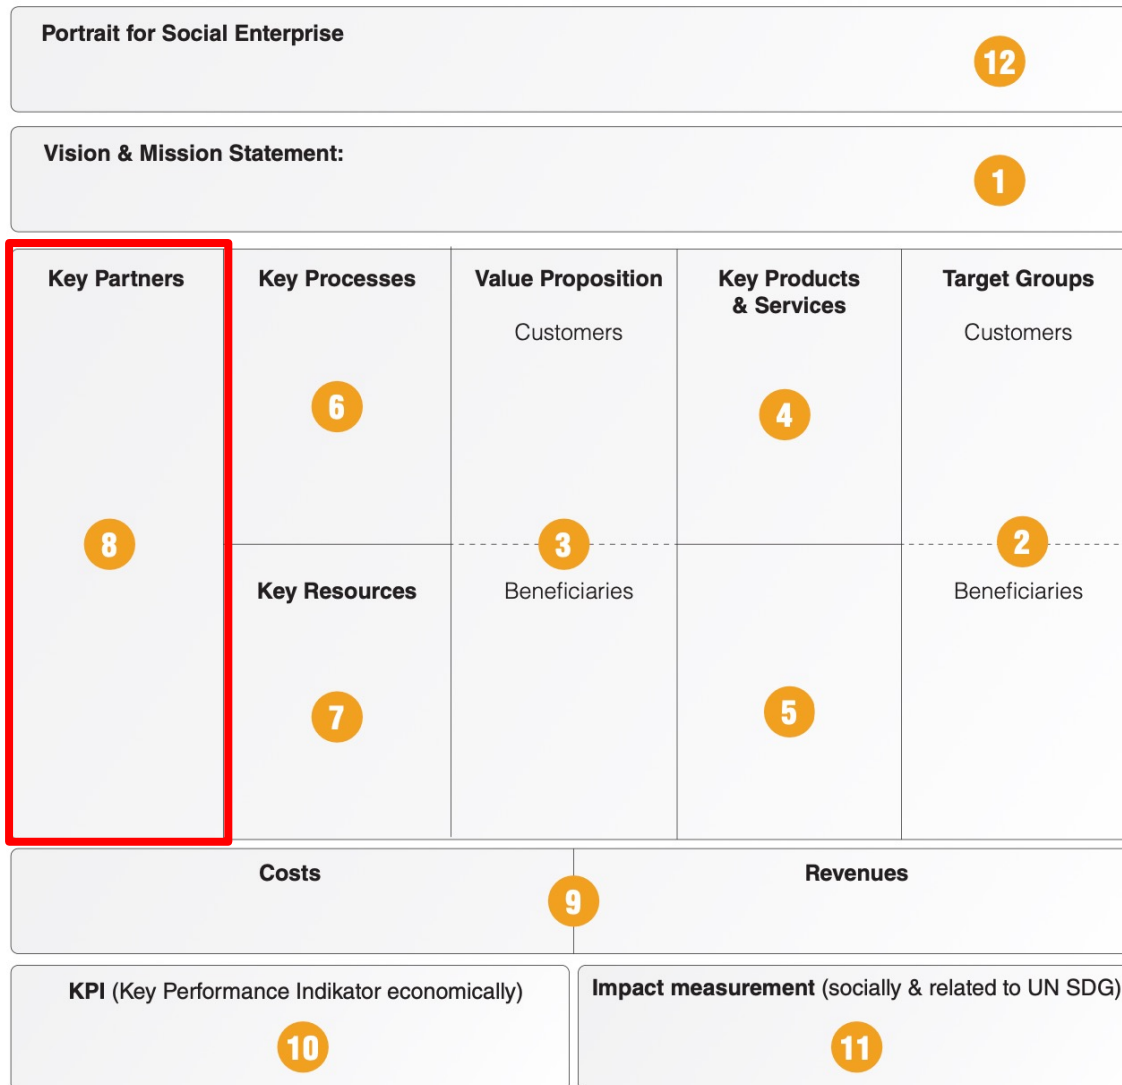 Portrait for Social Enterprise
12
Vision & Mission Statement:
1
Key Partners
8
Key Processes
6
Key Resources
7
Value Proposition
Customers
3
Beneficiaries
Key Products
& Services
4
5
Target Groups
Customers
2
Beneficiaries
Costs
9
Revenues
KPI (Key Performance Indikator economically)
10
Impact measurement (socially & related to UN SDG)
11